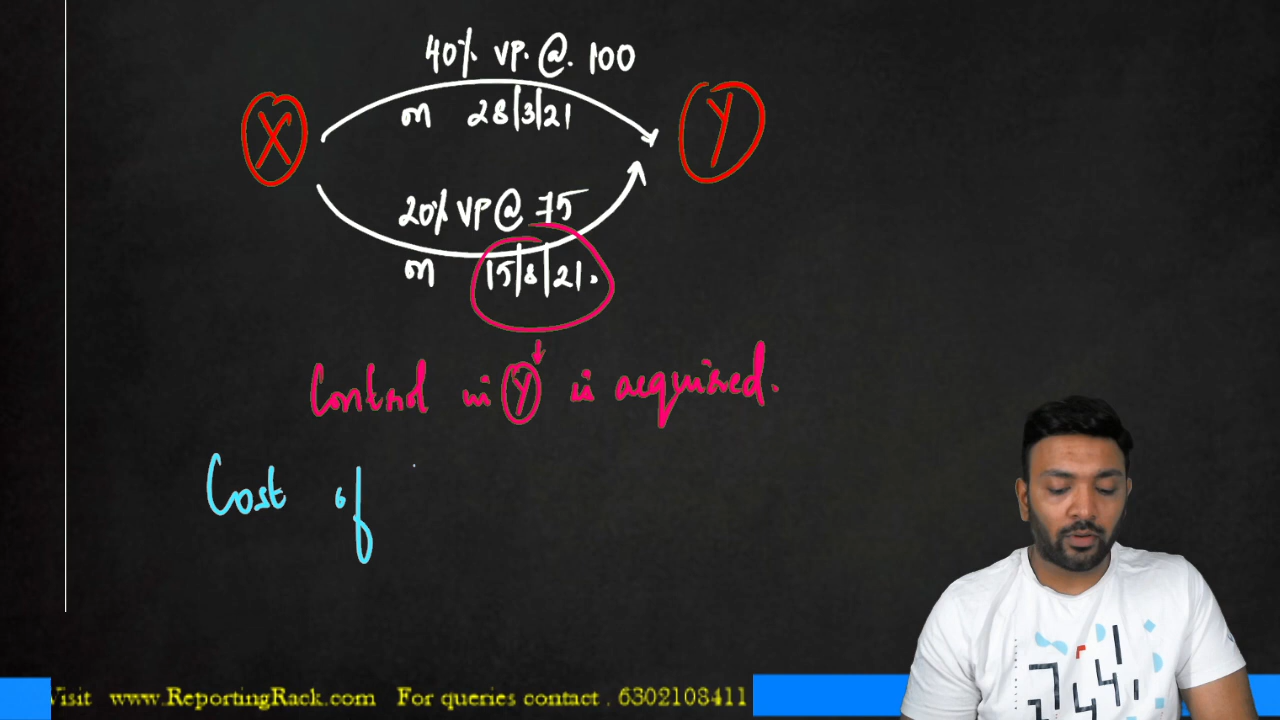 40% VP. @. 100
on 28|3|21
X
Y
20% VP @ 75
on 15|8|21.
Control in Y is acquired.
Cost of
Visit www.ReportingRack.com For queries contact . 6302108411